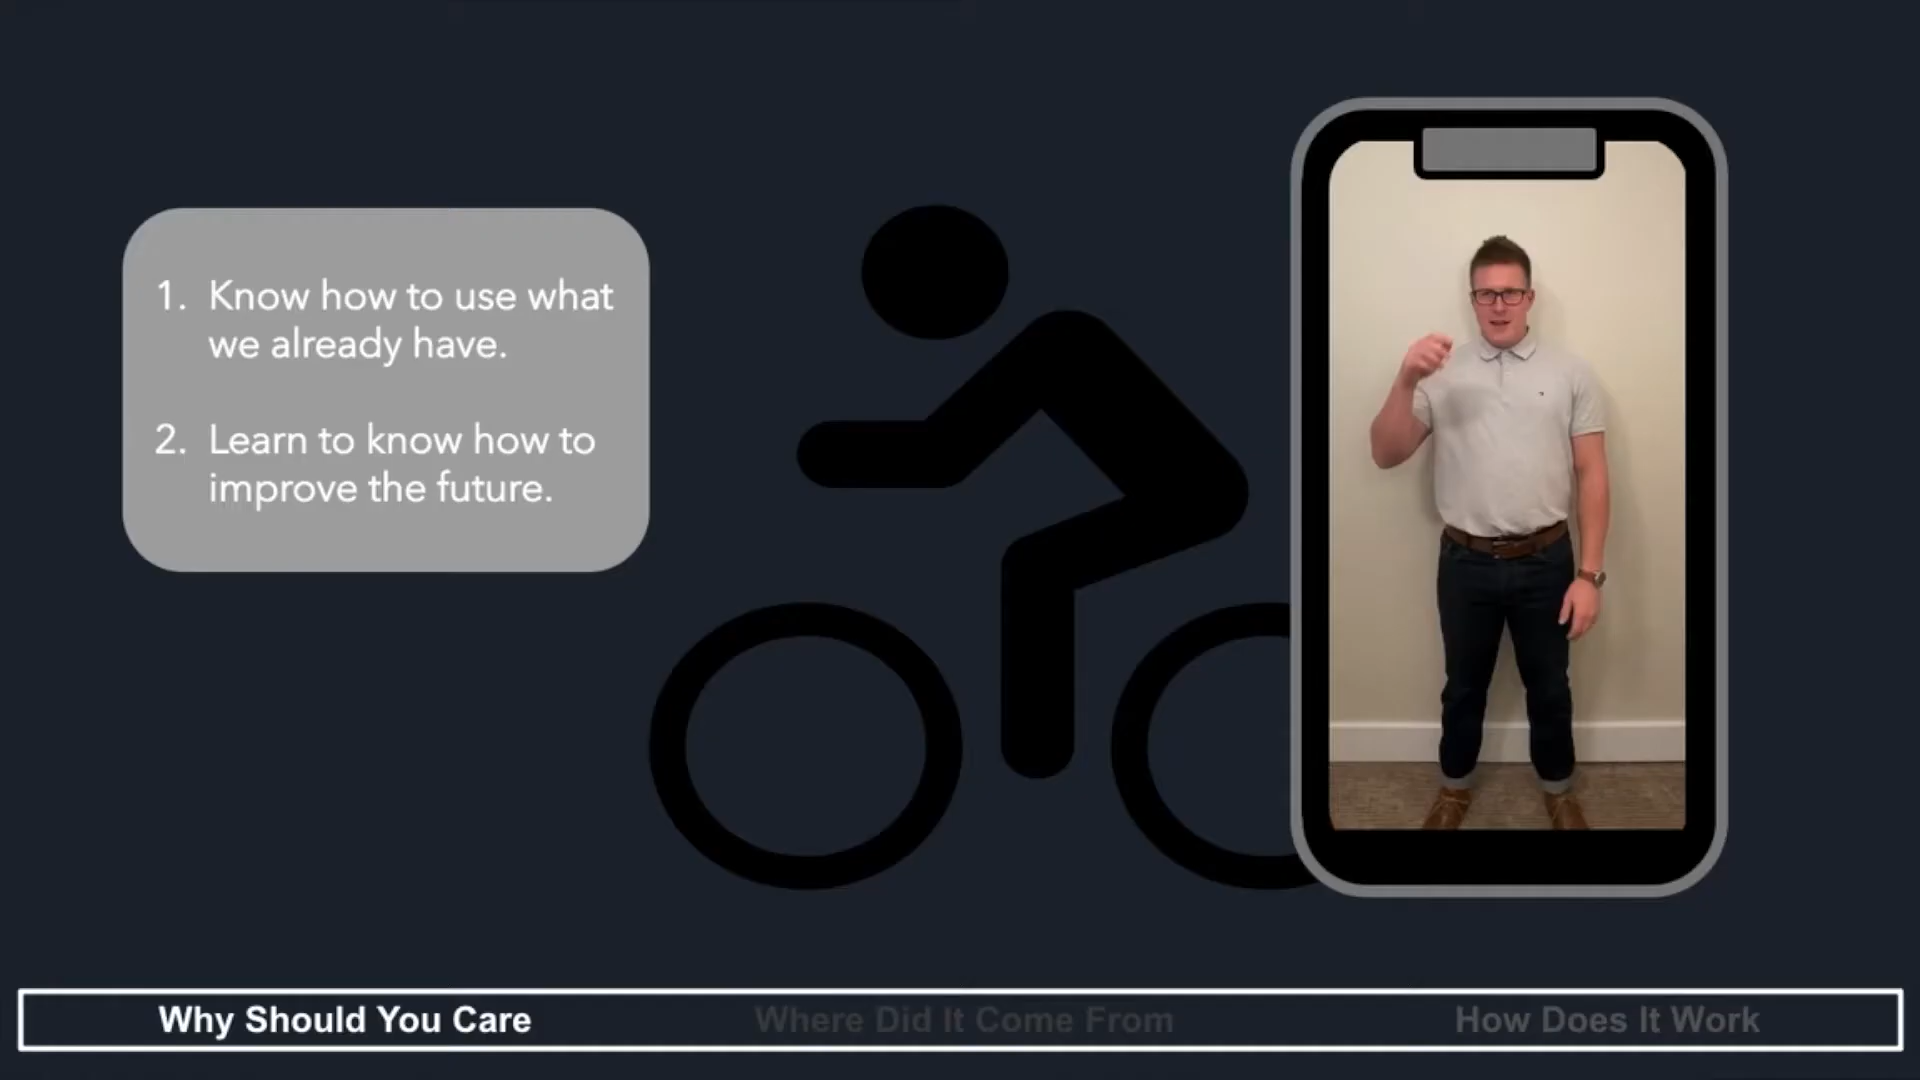 1. Know how to use what
we already have.
2. Learn to know how to
improve the future.
Why Should You Care
Where Did It Come From
How Does It Work